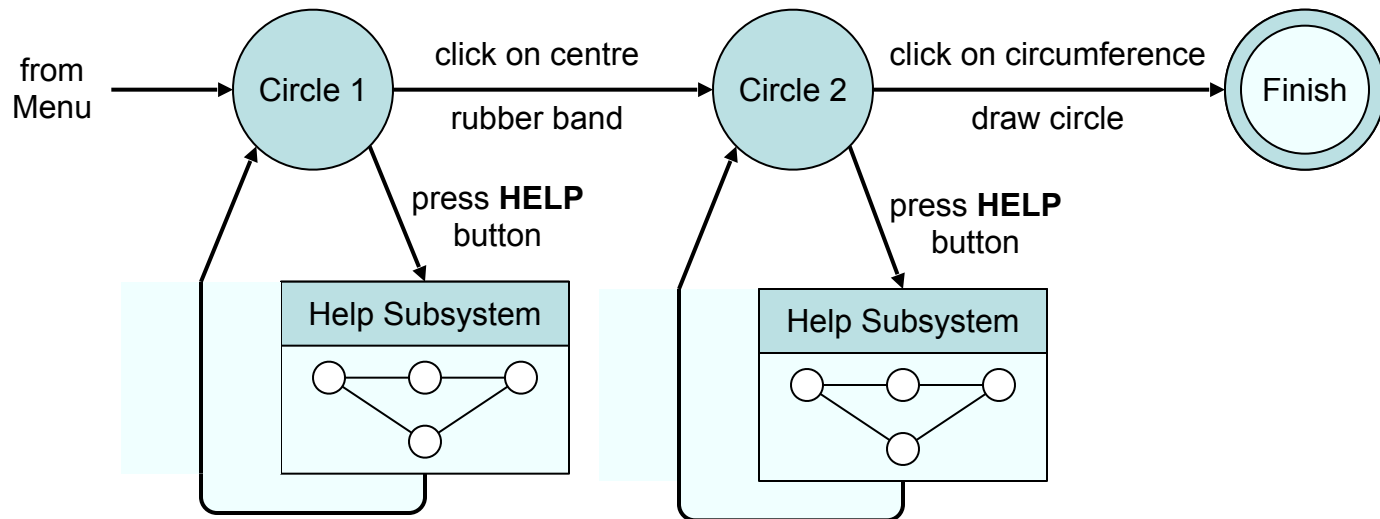 from
Menu
Circle 1
click on centre
rubber band
Circle 2
click on circumference
draw circle
Finish
press HELP
button
press HELP
button
Help Subsystem
Help Subsystem